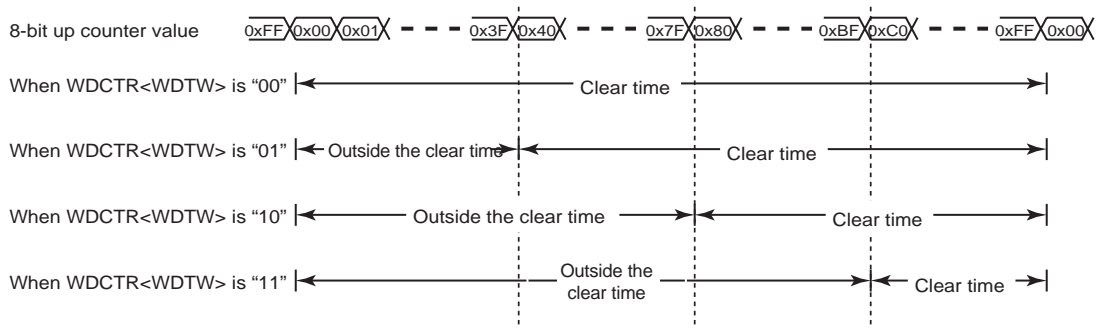 8-bit up counter value 0xFF 0x00 0x01 0x3F 0x40 0x7F 0x80 0xBF 0xC0 0xFF 0x00
When WDCTR<WDTW> is “00” Clear time
When WDCTR<WDTW> is “01” Outside the clear time Clear time
When WDCTR<WDTW> is “10” Outside the clear time Clear time
When WDCTR<WDTW> is “11” Outside the
clear time Clear time